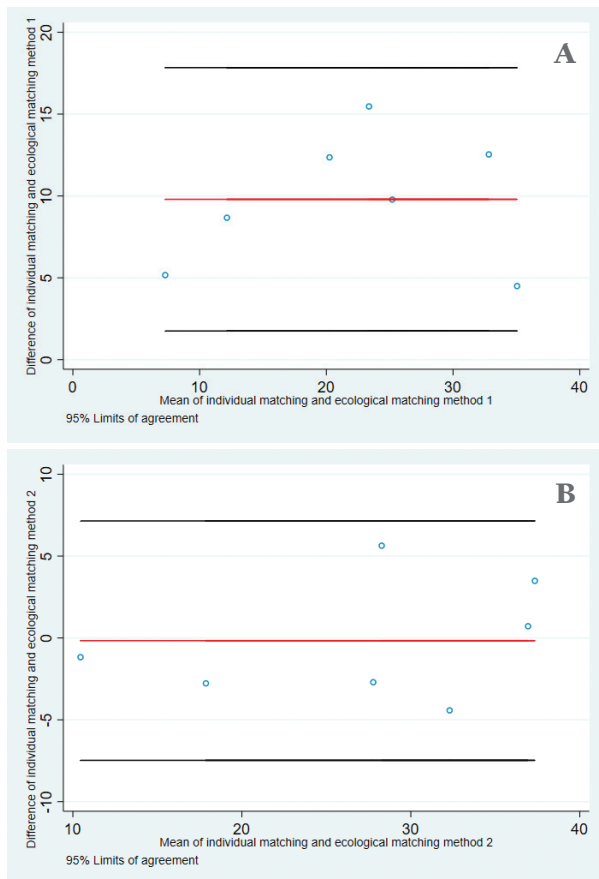 A
Difference of individual matching and ecological matching method 1
20
15
10
5
0
0 10 20 30 40
Mean of individual matching and ecological matching method 1
95% Limits of agreement
B
Difference of individual matching and ecological matching method 2
10
5
0
-5
-10
10 20 30 40
Mean of individual matching and ecological matching method 2
95% Limits of agreement